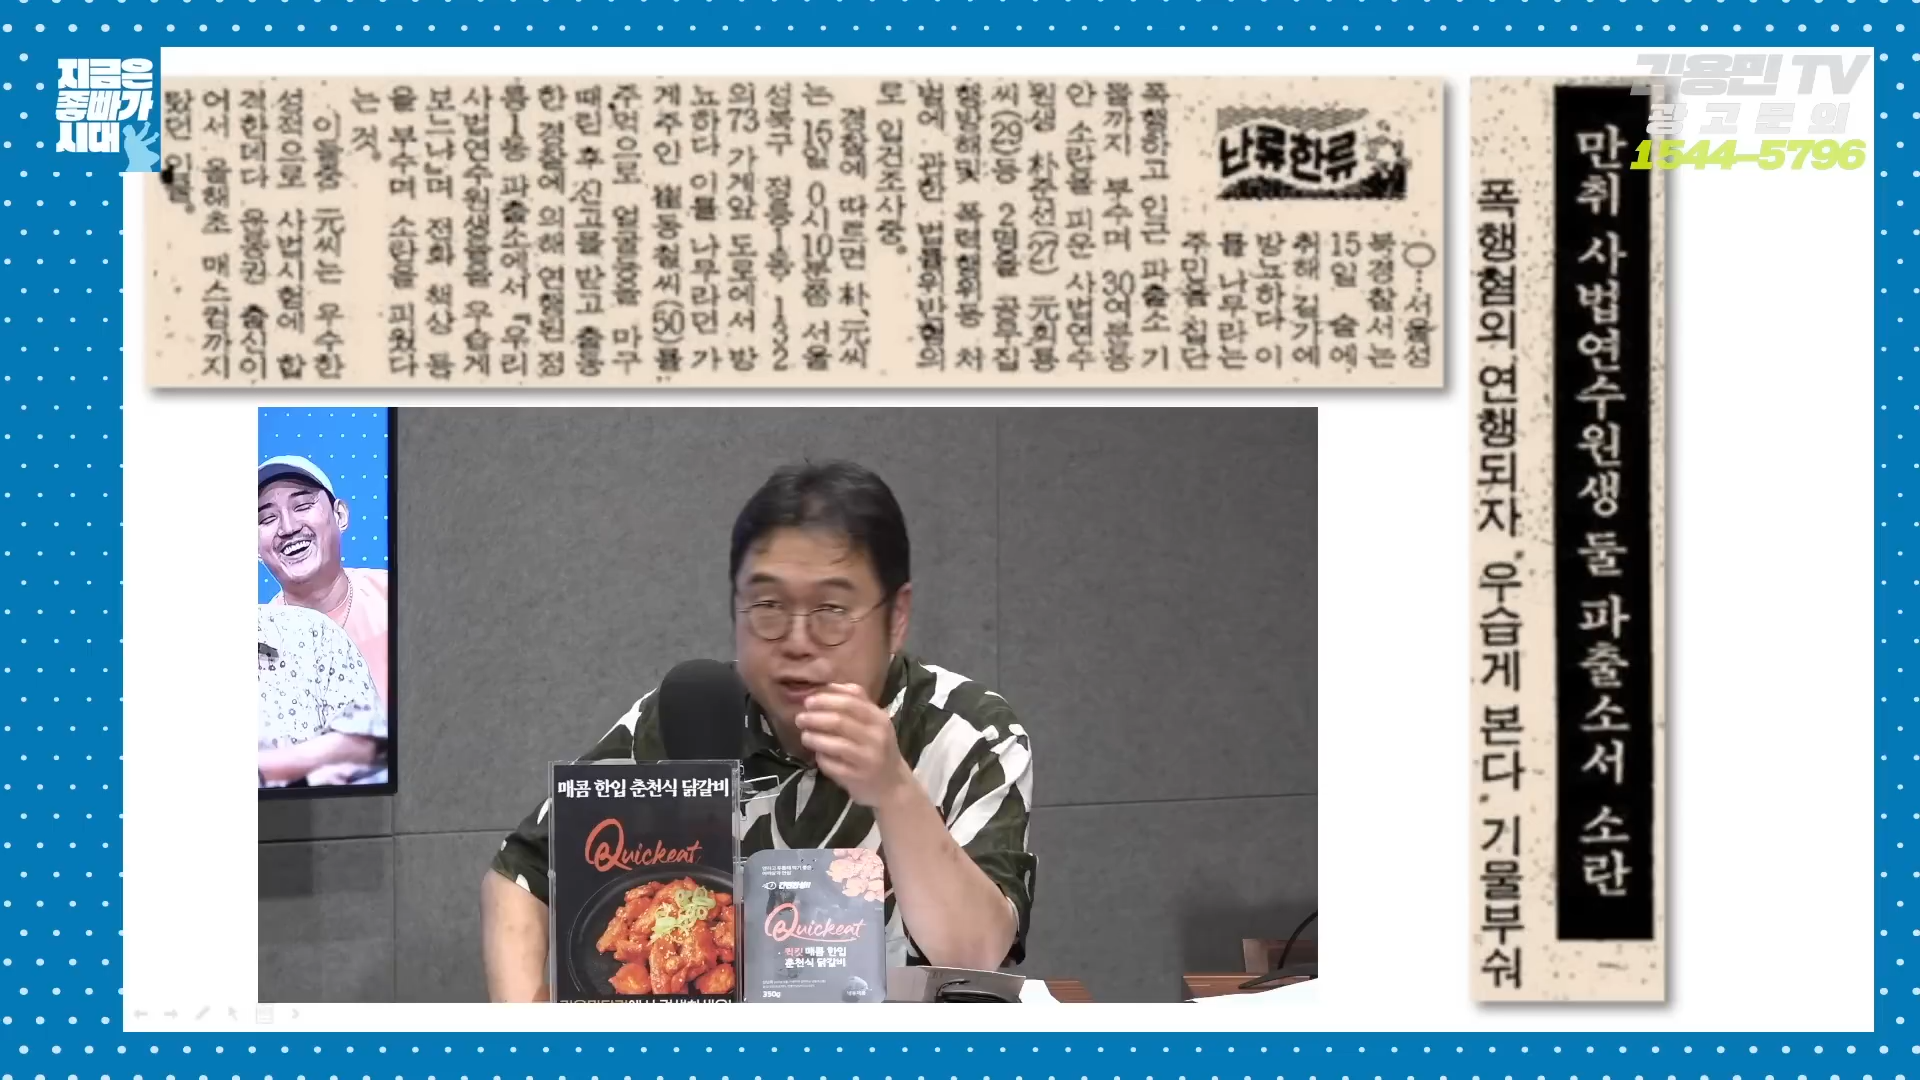 지금은
종빠가
시대
김용민 TV
광고문의
1544-5796
만취 사법연수원생 둘 파출소서 소란
폭행혐의 연행되자 "우습게 본다" 기물부숴
난류한류
○…서울성
북경찰서는
15일 술에
취해 길가에
방뇨하다 이
를 나무라는
주민을 집단
폭행하고 인근 파출소 기
물까지 부수며 30여분동
안 소란을 피운 사법연수
원생 朴준선(27) 元희룡
씨(29)등 2명을 공무집
행방해및 폭력행위등 처
벌에 관한 법률위반혐의
로 입건조사중.
경찰에 따르면 朴, 元씨
는 15일 0시10분쯤 서울
성북구 정릉1동 132
의73 가게앞 도로에서 방
뇨하다 이를 나무라던 가
게주인 崔동철씨(50)를
주먹으로 얼굴등을 마구
때린 후 신고를 받고 출동
한 경찰에 의해 연행된 정
릉1동 파출소에서 「우리
사법연수원생들을 우습게
보느냐」며 전화 책상 등
을 부수며 소란을 피웠다
는 것.
이들중 元씨는 우수한
성적으로 사법시험에 합
격한데다 운동권 출신이
어서 올해초 매스컴까지
탔던 인물.
매콤 한입 춘천식 닭갈비
Quickeat
Quickeat
퀵잇 매콤 한입
춘천식 닭갈비
350g